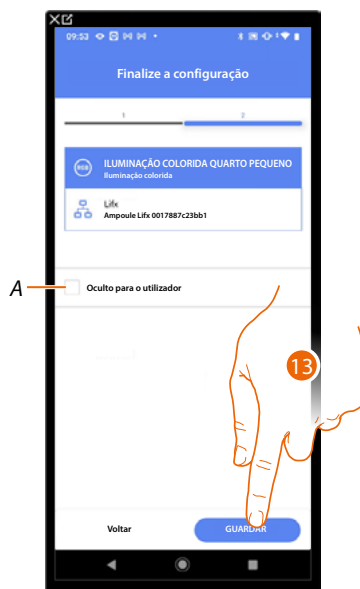 09:53
Finalize a configuração
1 2
RGB
ILUMINAÇÃO COLORIDA QUARTO PEQUENO
Iluminação colorida
Lifx
Ampoule Lifx 0017887c23bb1
A
Oculto para o utilizador
13
Voltar GUARDAR